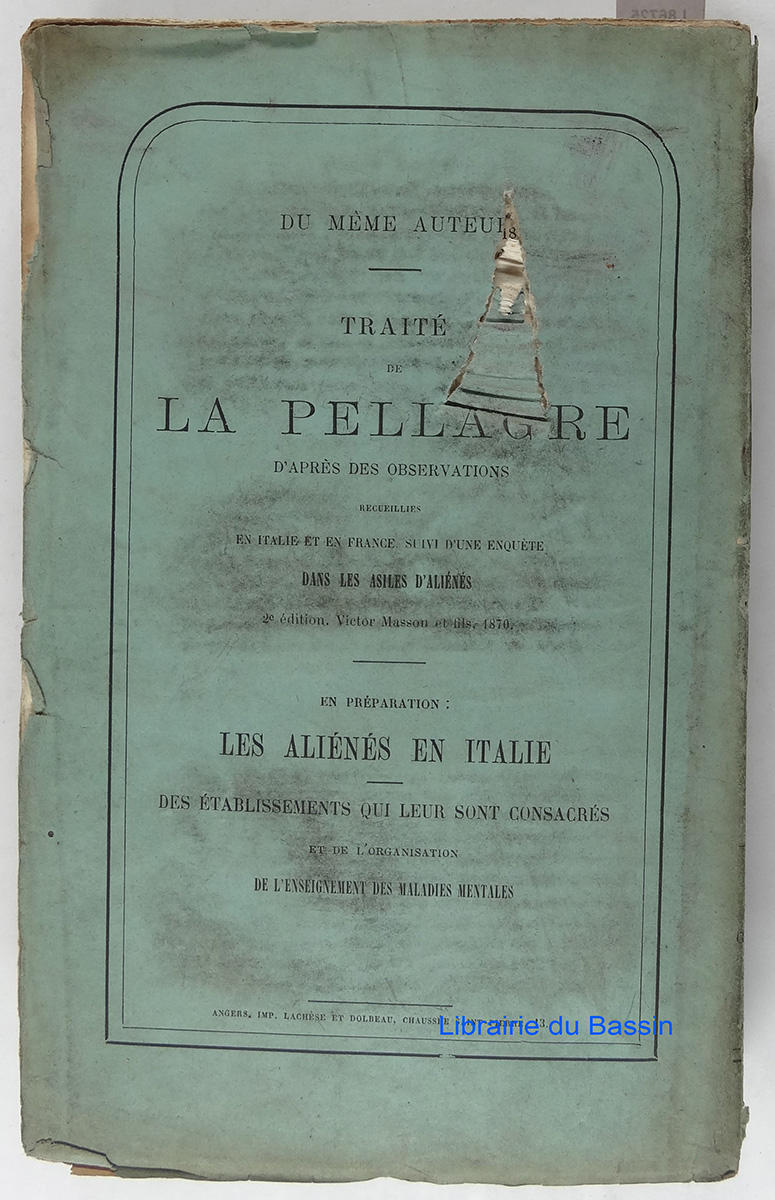 DU MÊME AUTEUR
18
TRAITÉ
DE
LA PELLAGRE
D'APRÈS DES OBSERVATIONS
RECUEILLIES
EN ITALIE ET EN FRANCE, SUIVI D'UNE ENQUÊTE
DANS LES ASILES D'ALIÉNÉS
2e édition. Victor Masson et fils, 1870.
EN PRÉPARATION :
LES ALIÉNÉS EN ITALIE
DES ÉTABLISSEMENTS QUI LEUR SONT CONSACRÉS
ET DE L'ORGANISATION
DE L'ENSEIGNEMENT DES MALADIES MENTALES
ANGERS, IMP. LACHÈSE ET DOLBEAU, CHAUSSÉE 13.
Librairie du Bassin